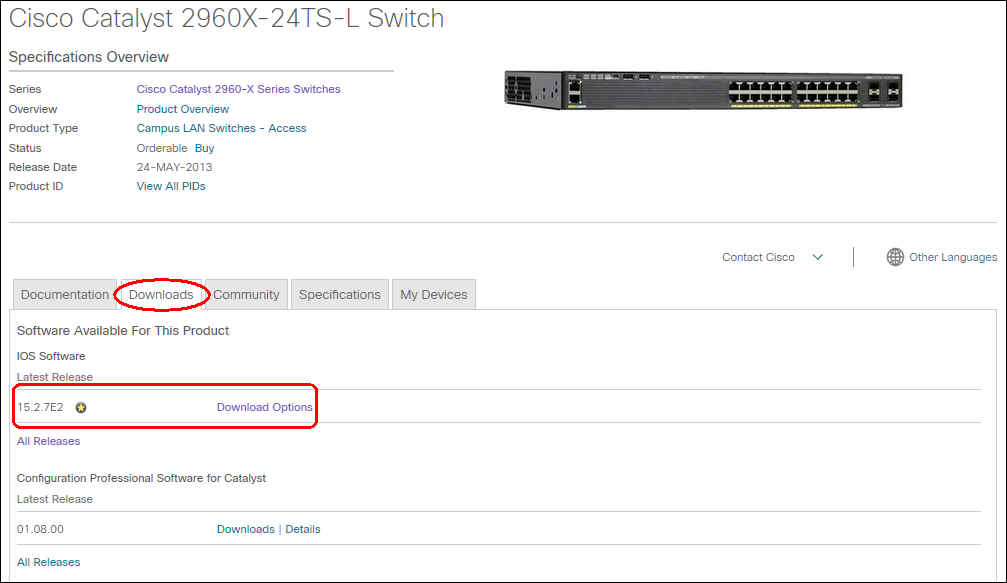 Cisco Catalyst 2960X-24TS-L Switch
Specifications Overview
Series Cisco Catalyst 2960-X Series Switches
Overview Product Overview
Product Type Campus LAN Switches - Access
Status Orderable Buy
Release Date 24-MAY-2013
Product ID View All PIDs
Contact Cisco Other Languages
Documentation Downloads Community Specifications My Devices
Software Available For This Product
IOS Software
Latest Release
15.2.7E2 Download Options
All Releases
Configuration Professional Software for Catalyst
Latest Release
01.08.00 Downloads | Details
All Releases